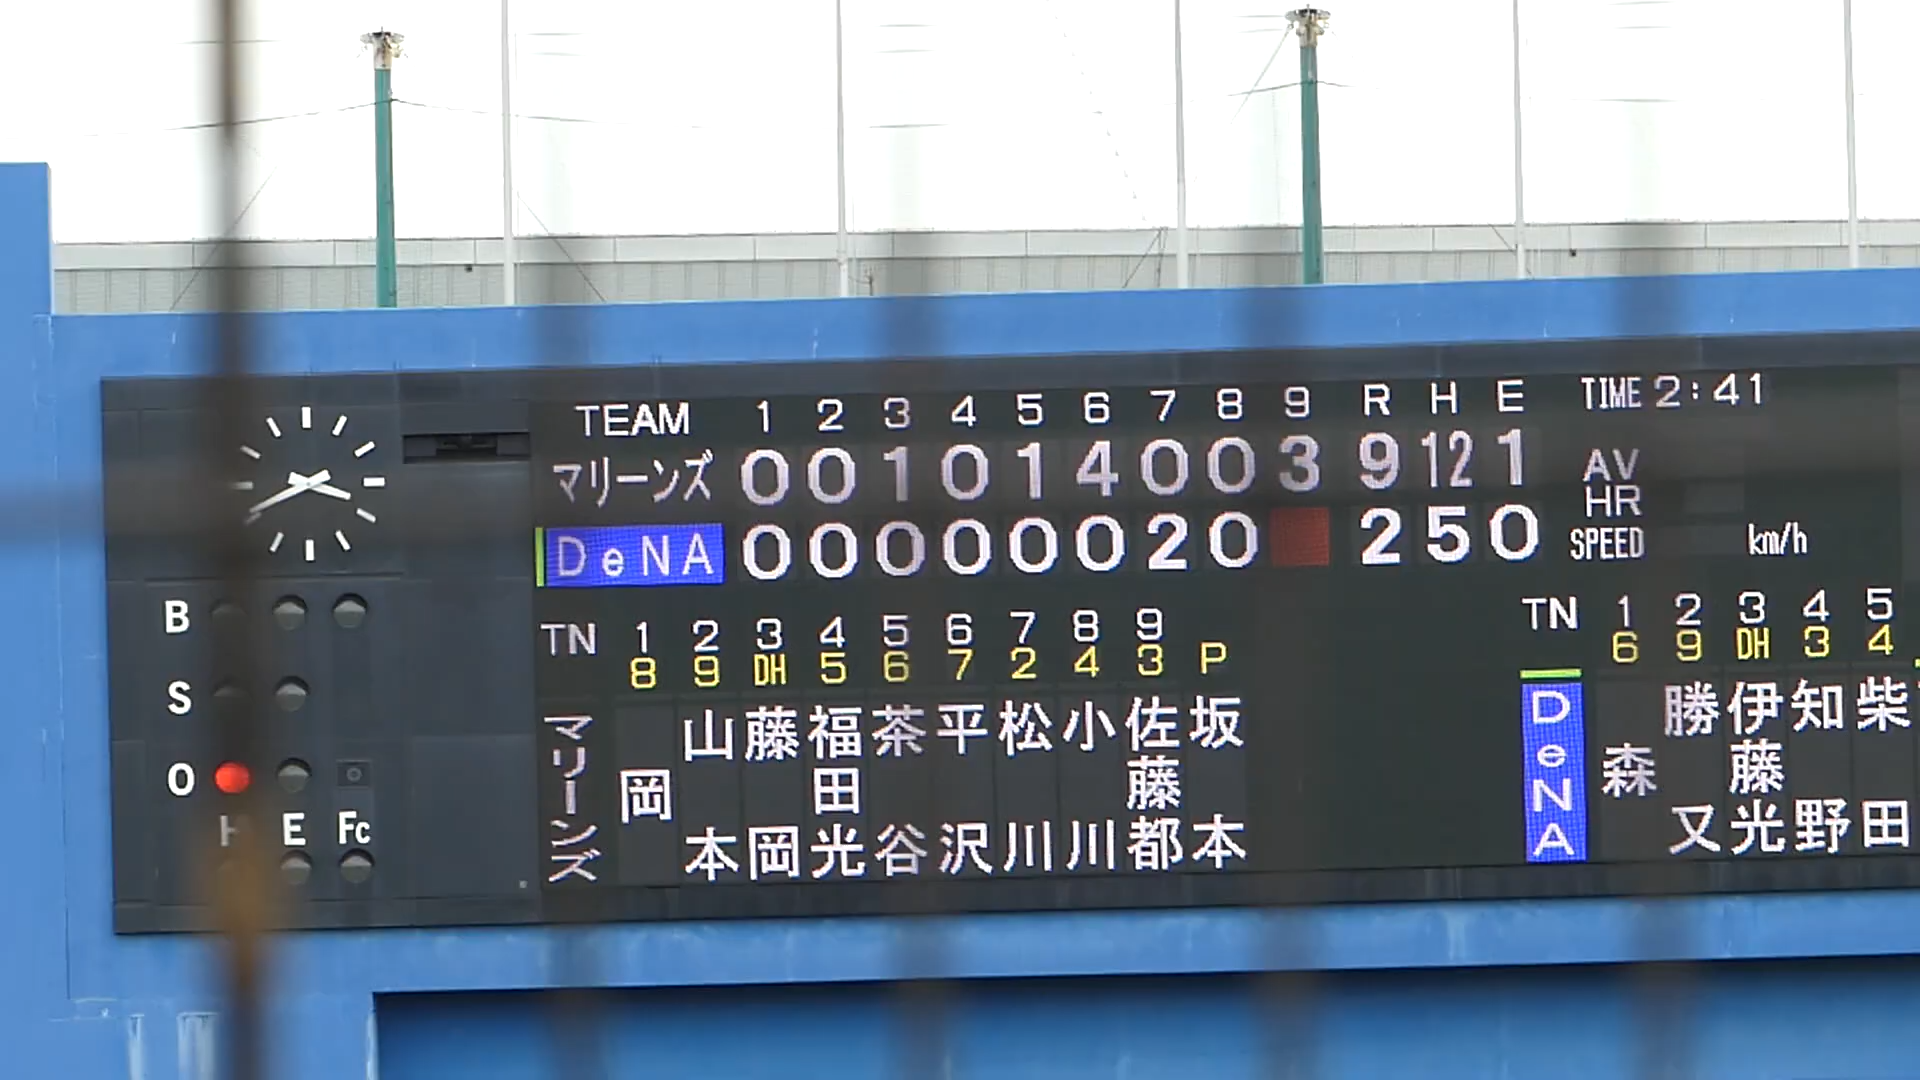 TEAM 1 2 3 4 5 6 7 8 9 R H E TIME 2:41
マリーンズ 0 0 1 0 1 4 0 0 3 9 12 1
DeNA 0 0 0 0 0 0 2 0 2 5 0
AV
HR
SPEED km/h
B
S
O
H E Fc
TN 1 2 3 4 5 6 7 8 9
8 9 DH 5 6 7 2 4 3 P
マリーンズ
岡
山本
藤岡
福田光
茶谷
平沢
松川
小川
佐藤都
坂本
TN 1 2 3 4 5
6 9 DH 3 4
DeNA
森
勝又
伊藤光
知野
柴田